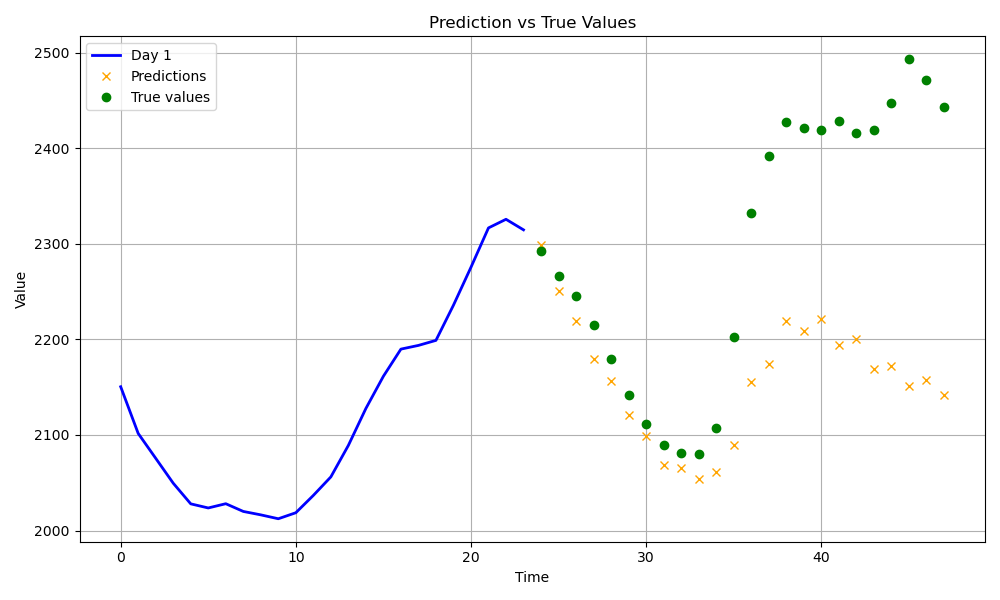 Prediction vs True Values
Day 1
Predictions
True values
Value
2500
2400
2300
2200
2100
2000
0 10 20 30 40
Time